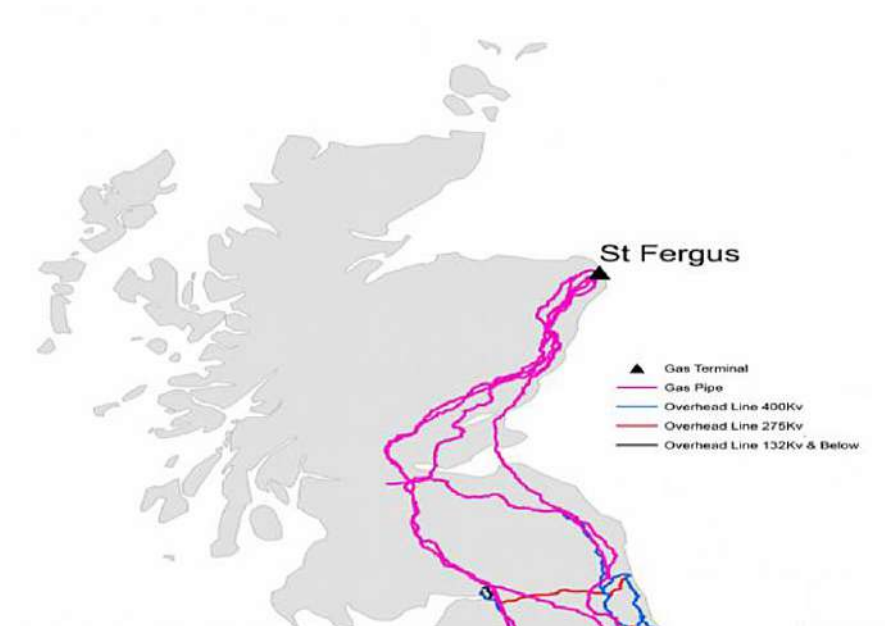 St Fergus
Gas Terminal
Gas Pipe
Overhead Line 400Kv
Overhead Line 275Kv
Overhead Line 132Kv & Below